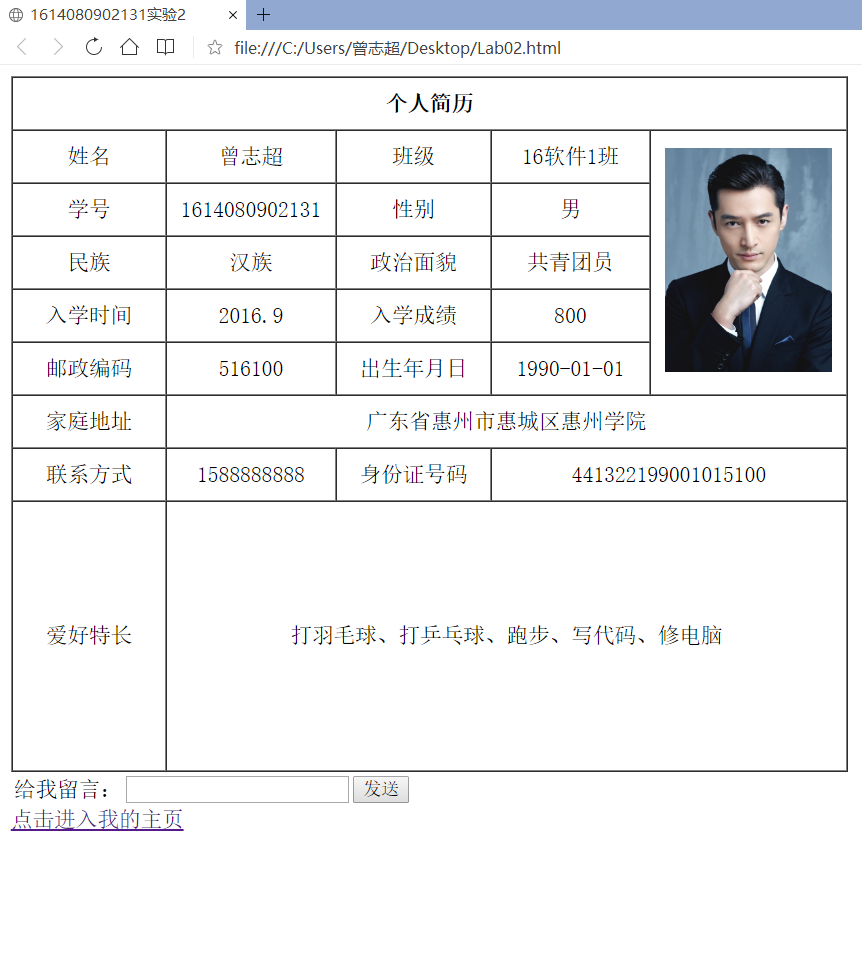 1614080902131实验2
file:///C:/Users/曾志超/Desktop/Lab02.html
个人简历
姓名 曾志超 班级 16软件1班
学号 1614080902131 性别 男
民族 汉族 政治面貌 共青团员
入学时间 2016.9 入学成绩 800
邮政编码 516100 出生年月日 1990-01-01
家庭地址 广东省惠州市惠城区惠州学院
联系方式 1588888888 身份证号码 441322199001015100
爱好特长 打羽毛球、打乒乓球、跑步、写代码、修电脑
给我留言： 发送
点击进入我的主页